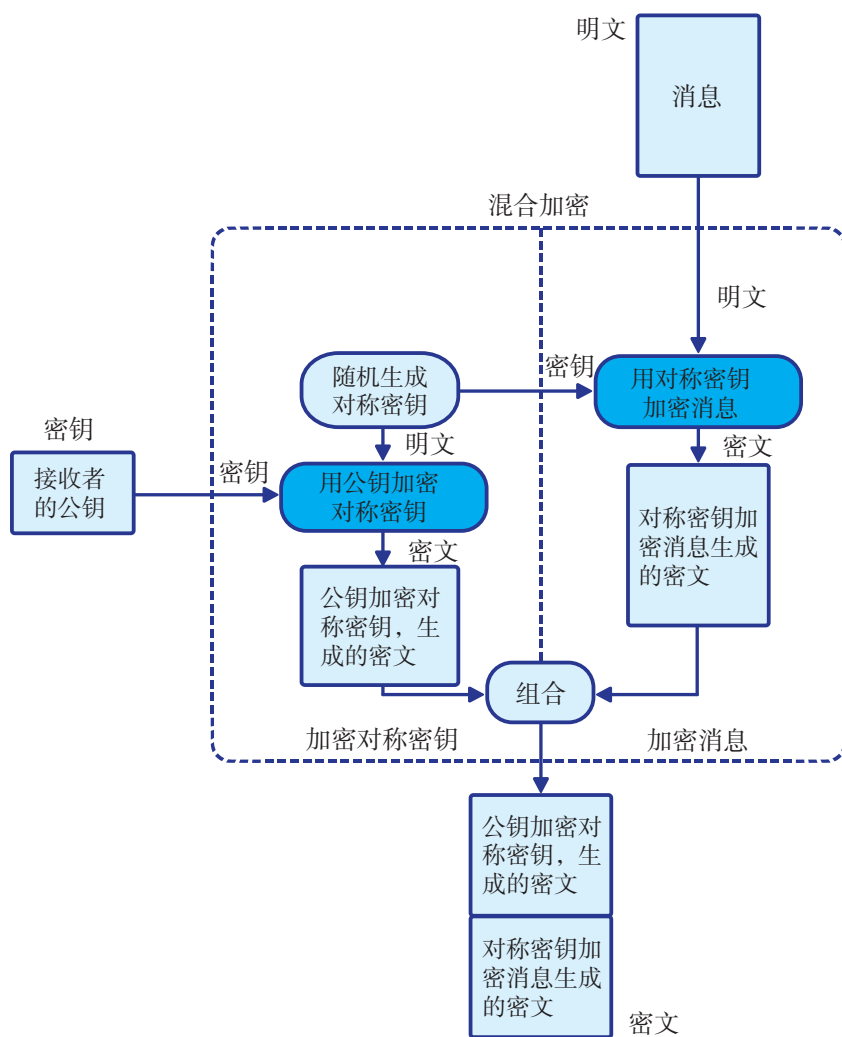 明文
消息
混合加密
明文
随机生成
对称密钥
密钥
用对称密钥
加密消息
密钥
接收者
的公钥
密钥
明文
用公钥加密
对称密钥
密文
对称密钥加
密消息生成
的密文
密文
公钥加密对
称密钥，生
成的密文
组合
加密对称密钥
加密消息
公钥加密对
称密钥，生
成的密文
对称密钥加
密消息生成
的密文
密文